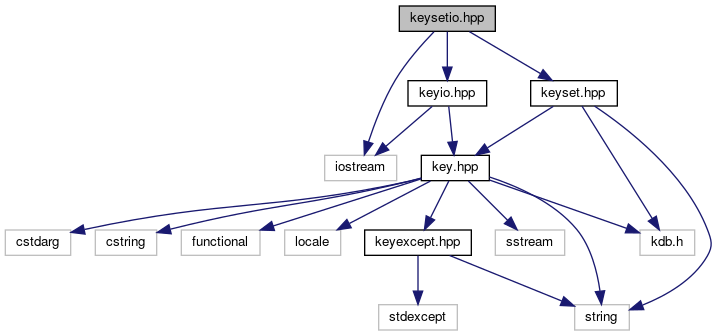 keysetio.hpp
keyio.hpp
keyset.hpp
iostream
key.hpp
cstdarg
cstring
functional
locale
keyexcept.hpp
sstream
kdb.h
stdexcept
string